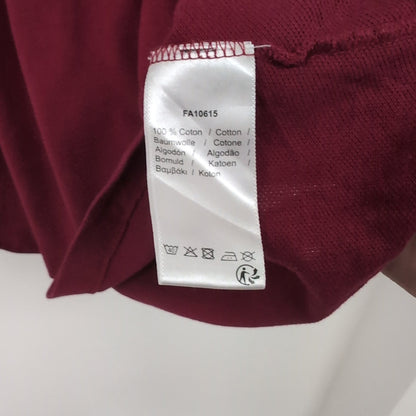 FA10615
100 % Coton / Cotton /
Baumwolle / Cotone /
Algodón / Algodão /
Bomuld / Katoen /
Βαμβάκι / Koton